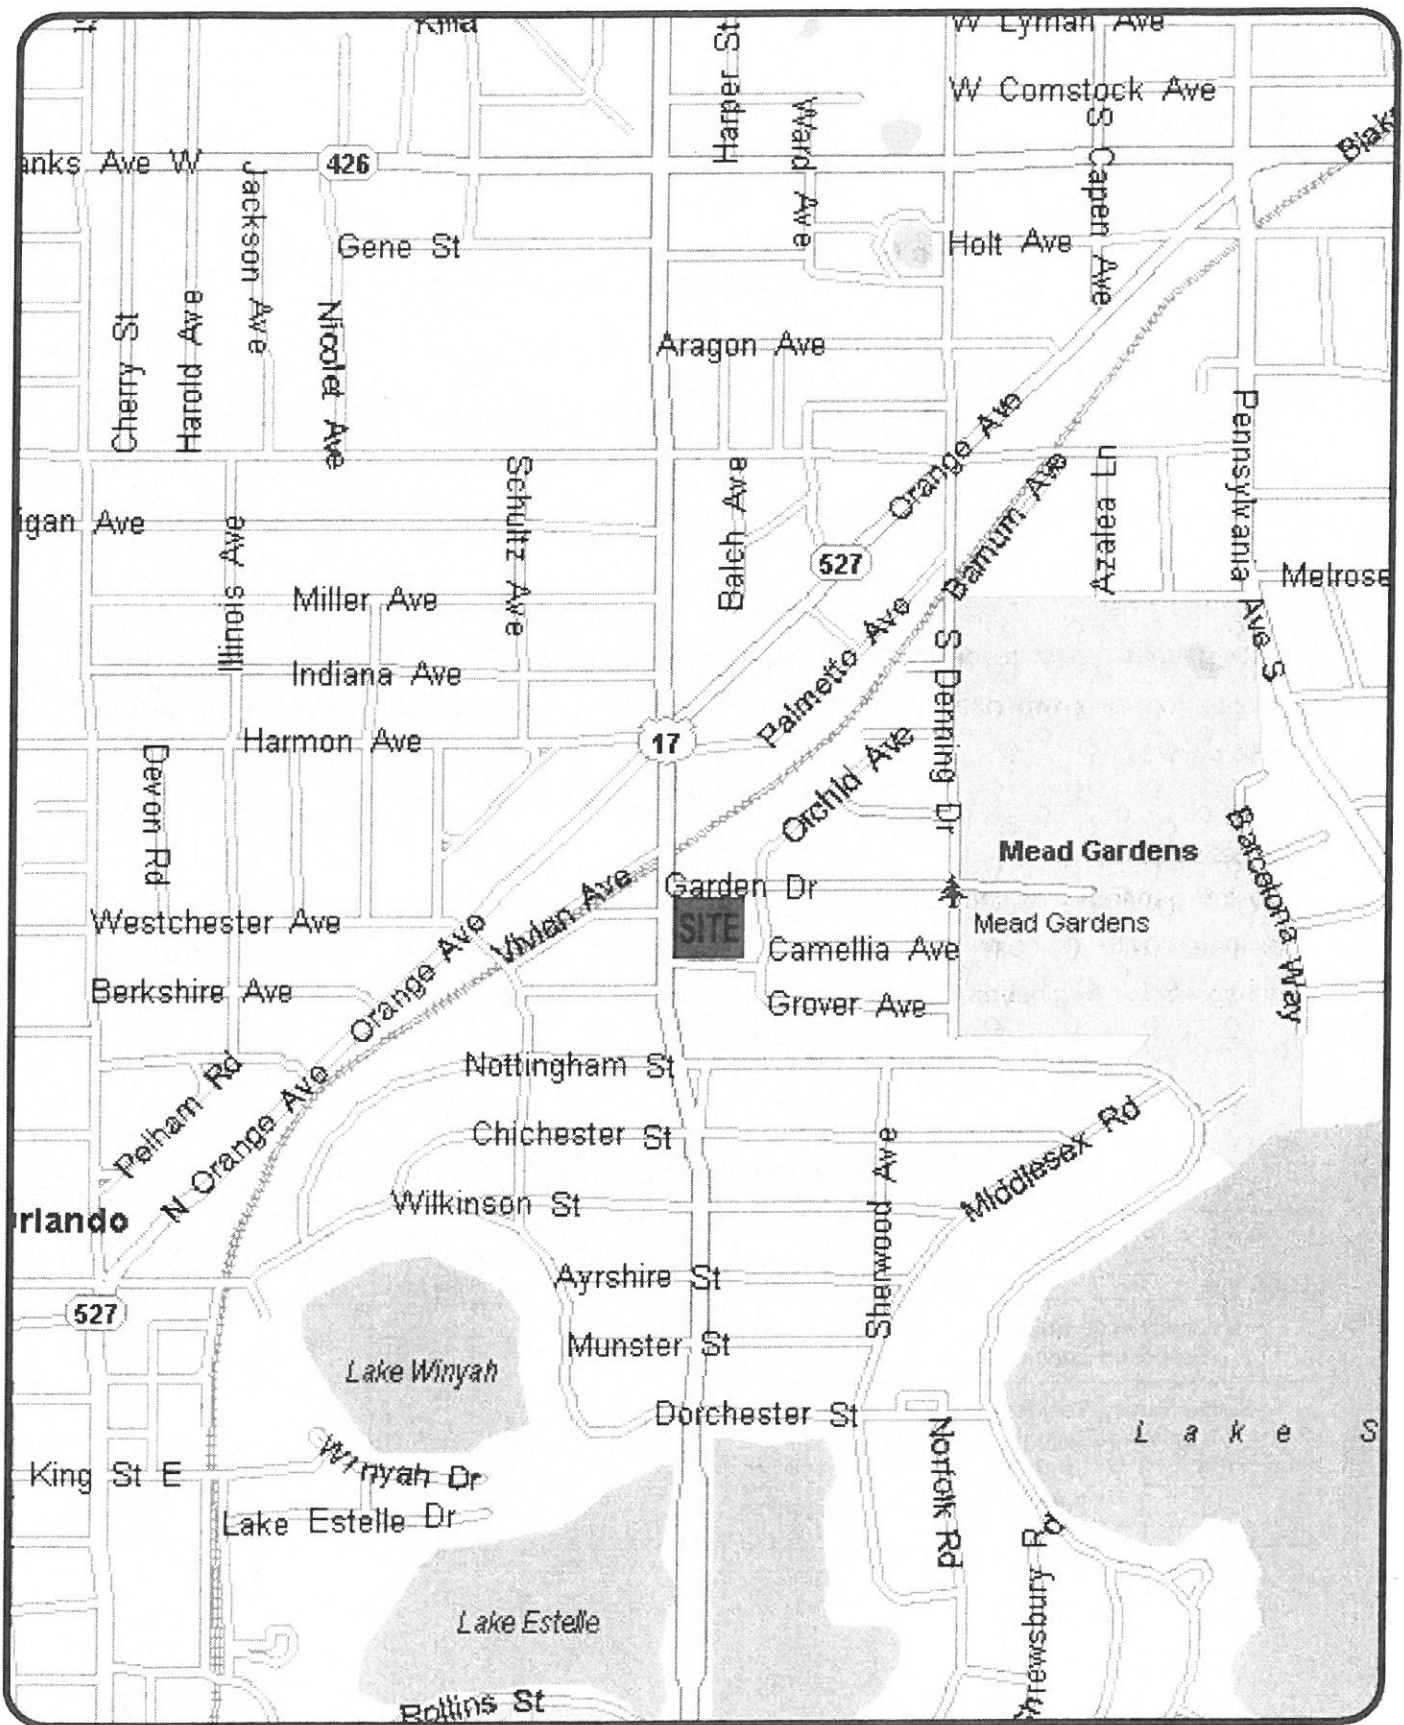 W Lyman Ave
Harper St
W Comstock Ave
Ward Ave
S Capen Ave
anks Ave W
426
Jackson Ave
Gene St
Holt Ave
Cherry St
Harold Ave
Nicolet Ave
Aragon Ave
Orange Ave
Pensylvania Ave S
igan Ave
Illinois Ave
Schultz Ave
Balch Ave
527
Barnum Ave
Azalea Ln
Melrose
Miller Ave
Palmetto Ave
Indiana Ave
S Denning Dr
Harmon Ave
17
Devon Rd
Orchid Ave
Mead Gardens
Barcelona Way
Garden Dr
Vivian Ave
Westchester Ave
SITE
Mead Gardens
Camellia Ave
Orange Ave
Berkshire Ave
Grover Ave
Nottingham St
Pelham Rd
N Orange Ave
Chichester St
Middlesex Rd
Sherwood Ave
Wilkinson St
rlando
Ayrshire St
527
Munster St
Lake Winyah
Dorchester St
Lake S
Norfolk Rd
Winyah Dr
King St E
Lake Estelle Dr
hrewsbury Rd
Lake Estelle
Rollins St